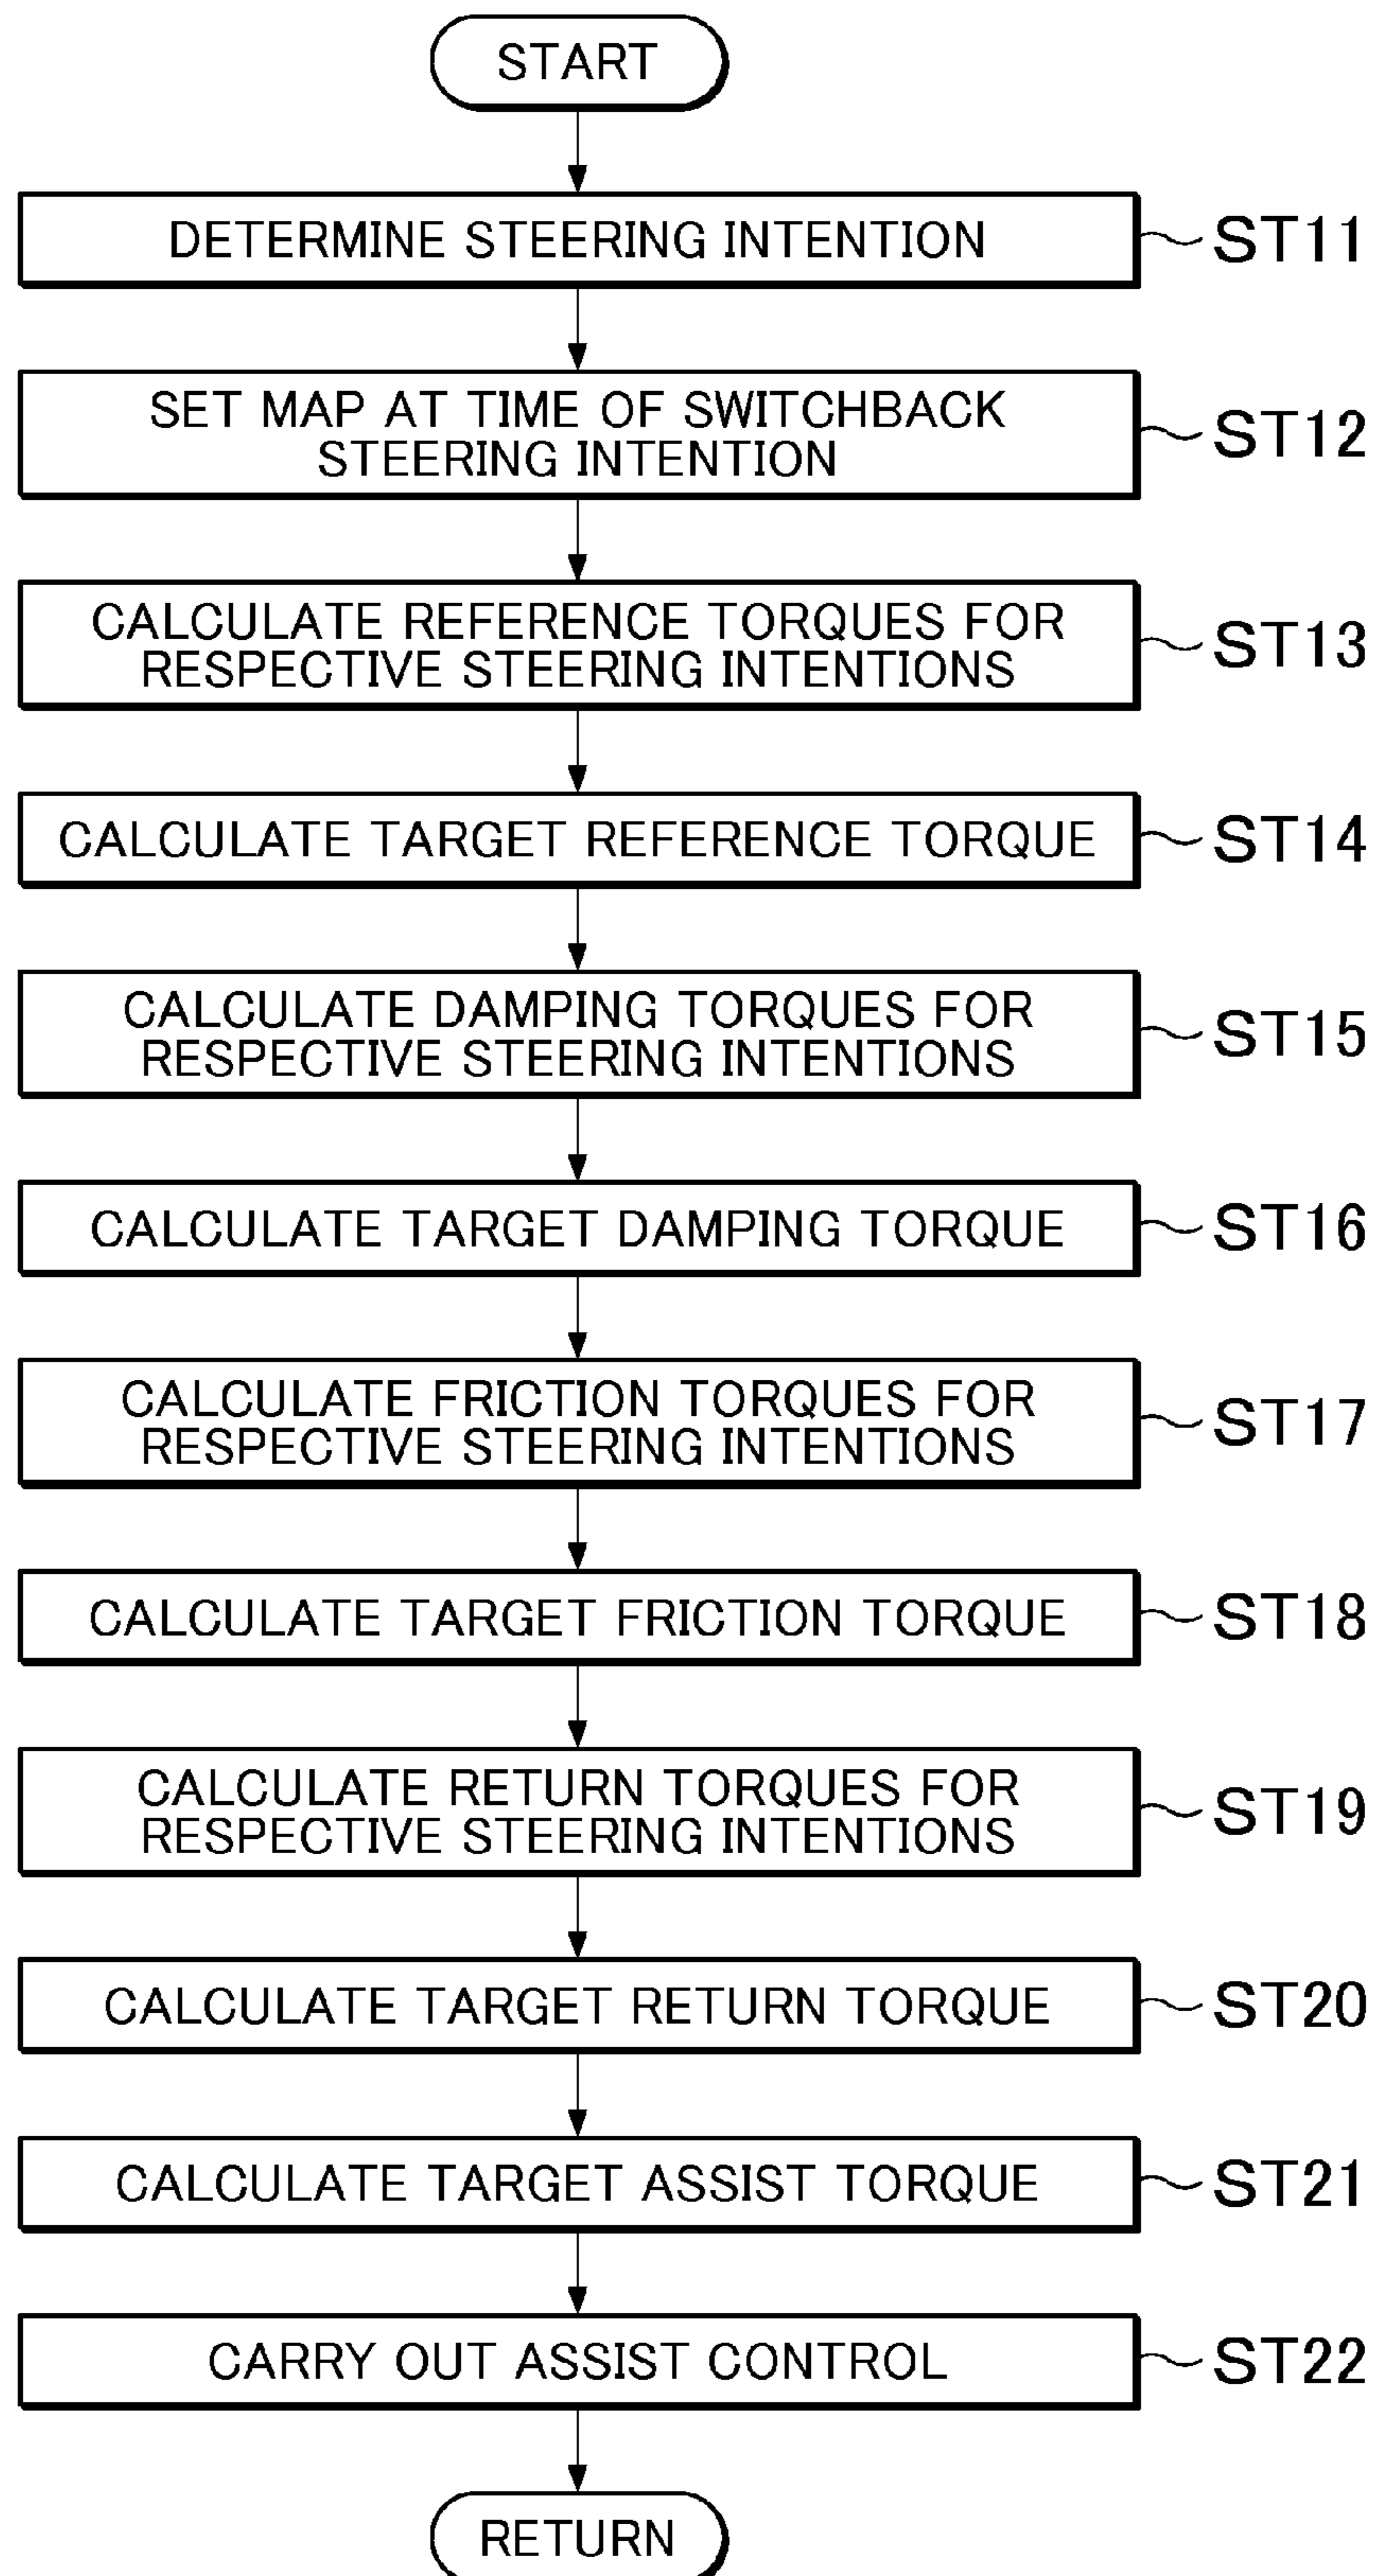 START
DETERMINE STEERING INTENTION
ST11
SET MAP AT TIME OF SWITCHBACK
STEERING INTENTION
ST12
CALCULATE REFERENCE TORQUES FOR
RESPECTIVE STEERING INTENTIONS
ST13
CALCULATE TARGET REFERENCE TORQUE
ST14
CALCULATE DAMPING TORQUES FOR
RESPECTIVE STEERING INTENTIONS
ST15
CALCULATE TARGET DAMPING TORQUE
ST16
CALCULATE FRICTION TORQUES FOR
RESPECTIVE STEERING INTENTIONS
ST17
CALCULATE TARGET FRICTION TORQUE
ST18
CALCULATE RETURN TORQUES FOR
RESPECTIVE STEERING INTENTIONS
ST19
CALCULATE TARGET RETURN TORQUE
ST20
CALCULATE TARGET ASSIST TORQUE
ST21
CARRY OUT ASSIST CONTROL
ST22
RETURN